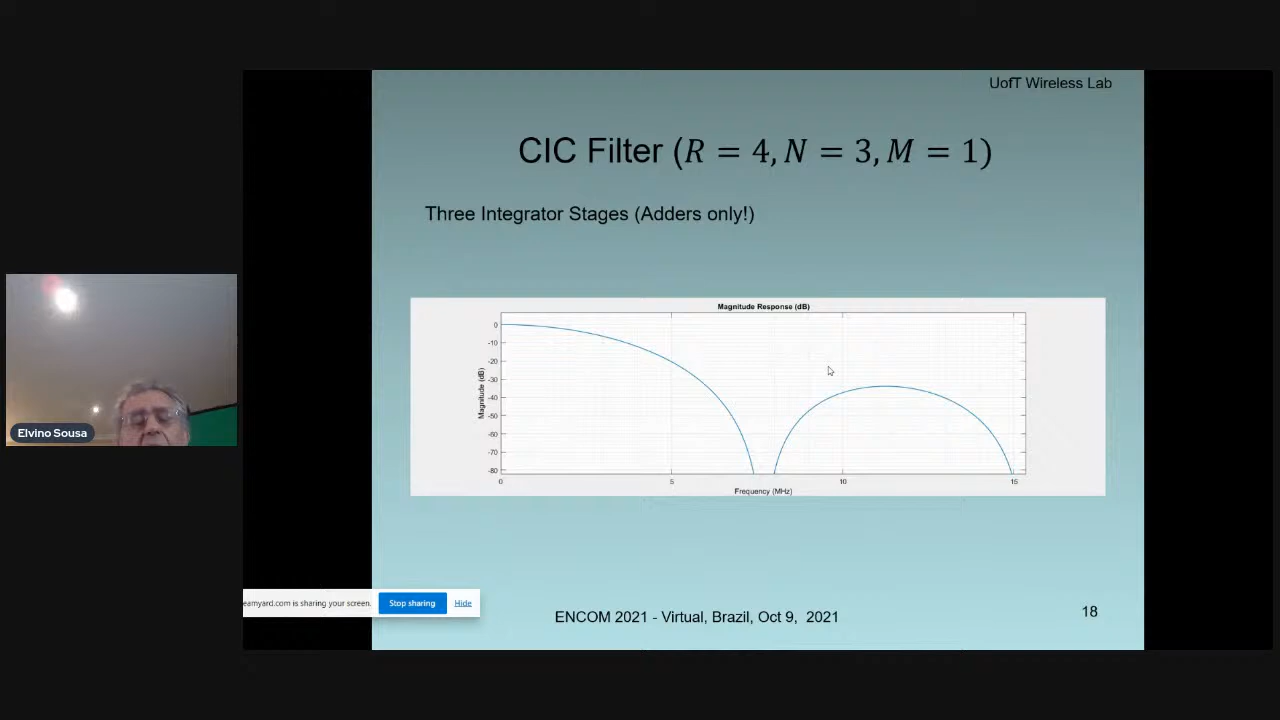 UofT Wireless Lab
CIC Filter (𝑅 = 4, 𝑁 = 3, 𝑀 = 1)
Three Integrator Stages (Adders only!)
Magnitude Response (dB)
Magnitude (dB)
0
-10
-20
-30
-40
-50
-60
-70
-80
0
5
10
15
Frequency (MHz)
Elvino Sousa
eamyard.com is sharing your screen.
Stop sharing
Hide
ENCOM 2021 - Virtual, Brazil, Oct 9, 2021
18